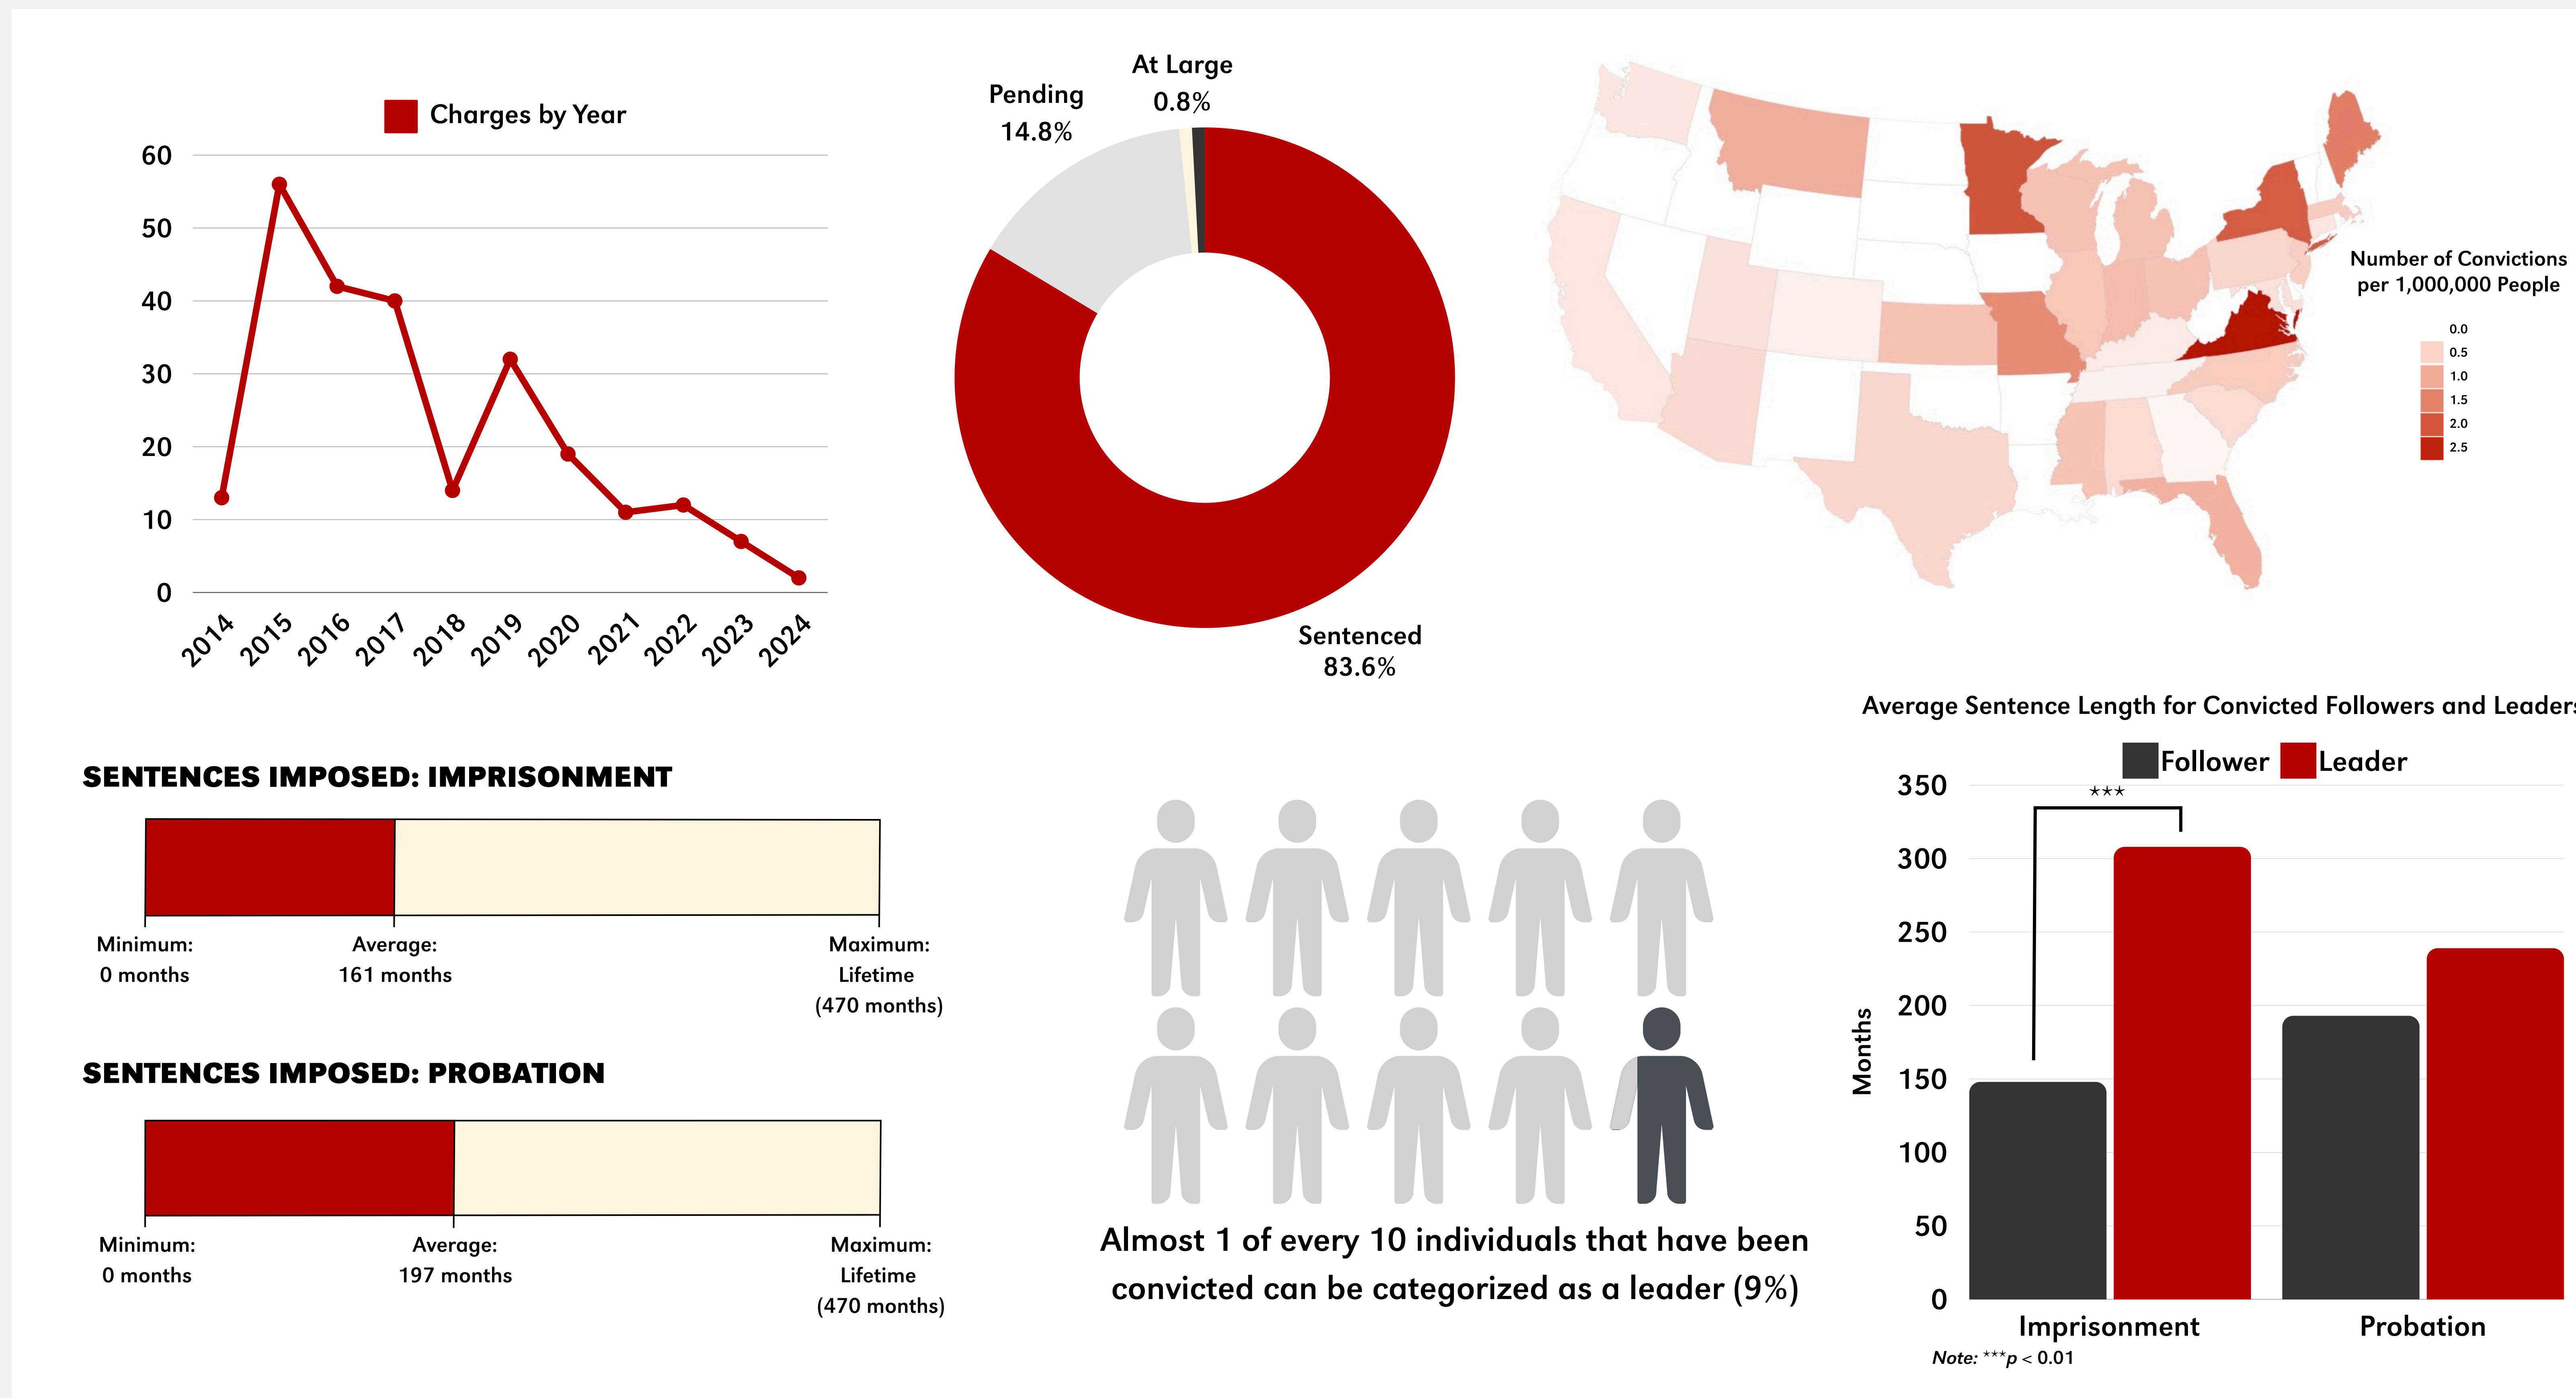 Charges by Year
60
50
40
30
20
10
0
2014
2015
2016
2017
2018
2019
2020
2021
2022
2023
2024
At Large
0.8%
Pending
14.8%
Sentenced
83.6%
Number of Convictions
per 1,000,000 People
0.0
0.5
1.0
1.5
2.0
2.5
SENTENCES IMPOSED: IMPRISONMENT
Minimum:
0 months
Average:
161 months
Maximum:
Lifetime
(470 months)
SENTENCES IMPOSED: PROBATION
Minimum:
0 months
Average:
197 months
Maximum:
Lifetime
(470 months)
Almost 1 of every 10 individuals that have been
convicted can be categorized as a leader (9%)
Average Sentence Length for Convicted Followers and Leaders
Follower Leader
***
350
300
250
200
150
100
50
0
Months
Imprisonment
Probation
Note: ***p < 0.01